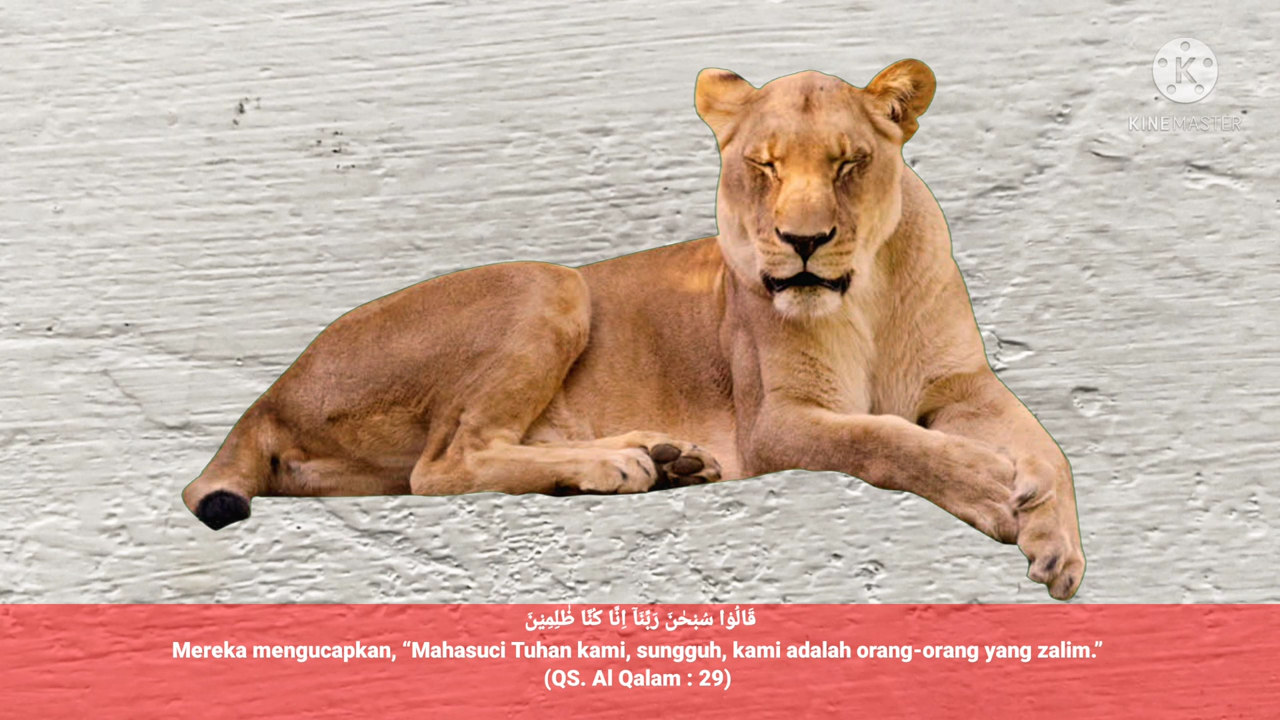 KINEMASTER
قَالُوْا سُبْحٰنَ رَبِّنَآ اِنَّا كُنَّا ظٰلِمِيْنَ
Mereka mengucapkan, “Mahasuci Tuhan kami, sungguh, kami adalah orang-orang yang zalim.”
(QS. Al Qalam : 29)